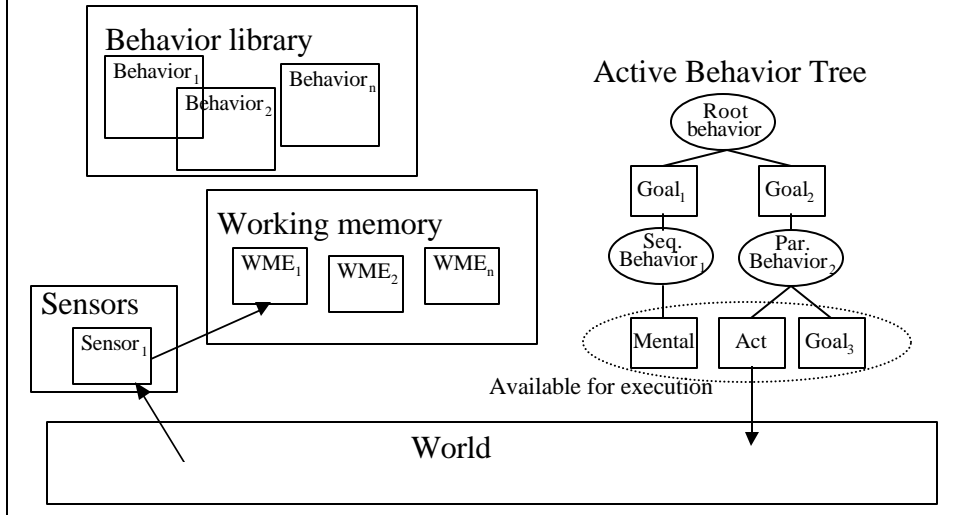 Behavior library
Behavior₁
Behavior₂
Behaviorₙ
Active Behavior Tree
Root
behavior
Goal₁
Goal₂
Seq.
Behavior₁
Par.
Behavior₂
Mental
Act
Goal₃
Available for execution
Working memory
WME₁
WME₂
WMEₙ
Sensors
Sensor₁
World